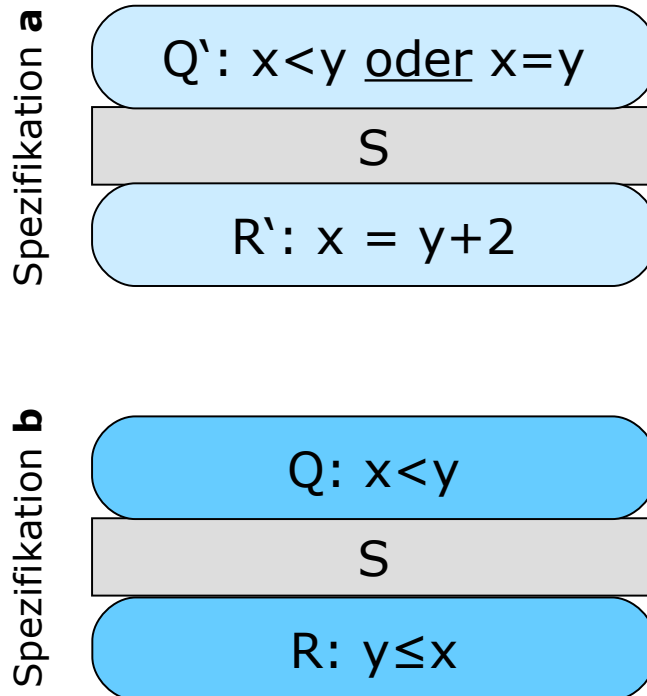 Spezifikation a
Q‘: x<y oder x=y
S
R‘: x = y+2
Spezifikation b
Q: x<y
S
R: y≤x